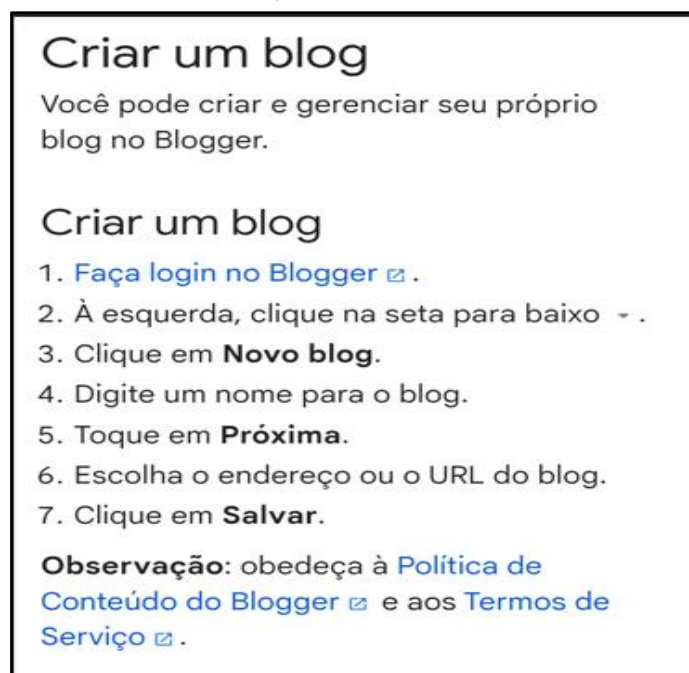 Criar um blog
Você pode criar e gerenciar seu próprio
blog no Blogger.
Criar um blog
1. Faça login no Blogger.
2. À esquerda, clique na seta para baixo.
3. Clique em Novo blog.
4. Digite um nome para o blog.
5. Toque em Próxima.
6. Escolha o endereço ou o URL do blog.
7. Clique em Salvar.
Observação: obedeça à Política de
Conteúdo do Blogger e aos Termos de
Serviço.